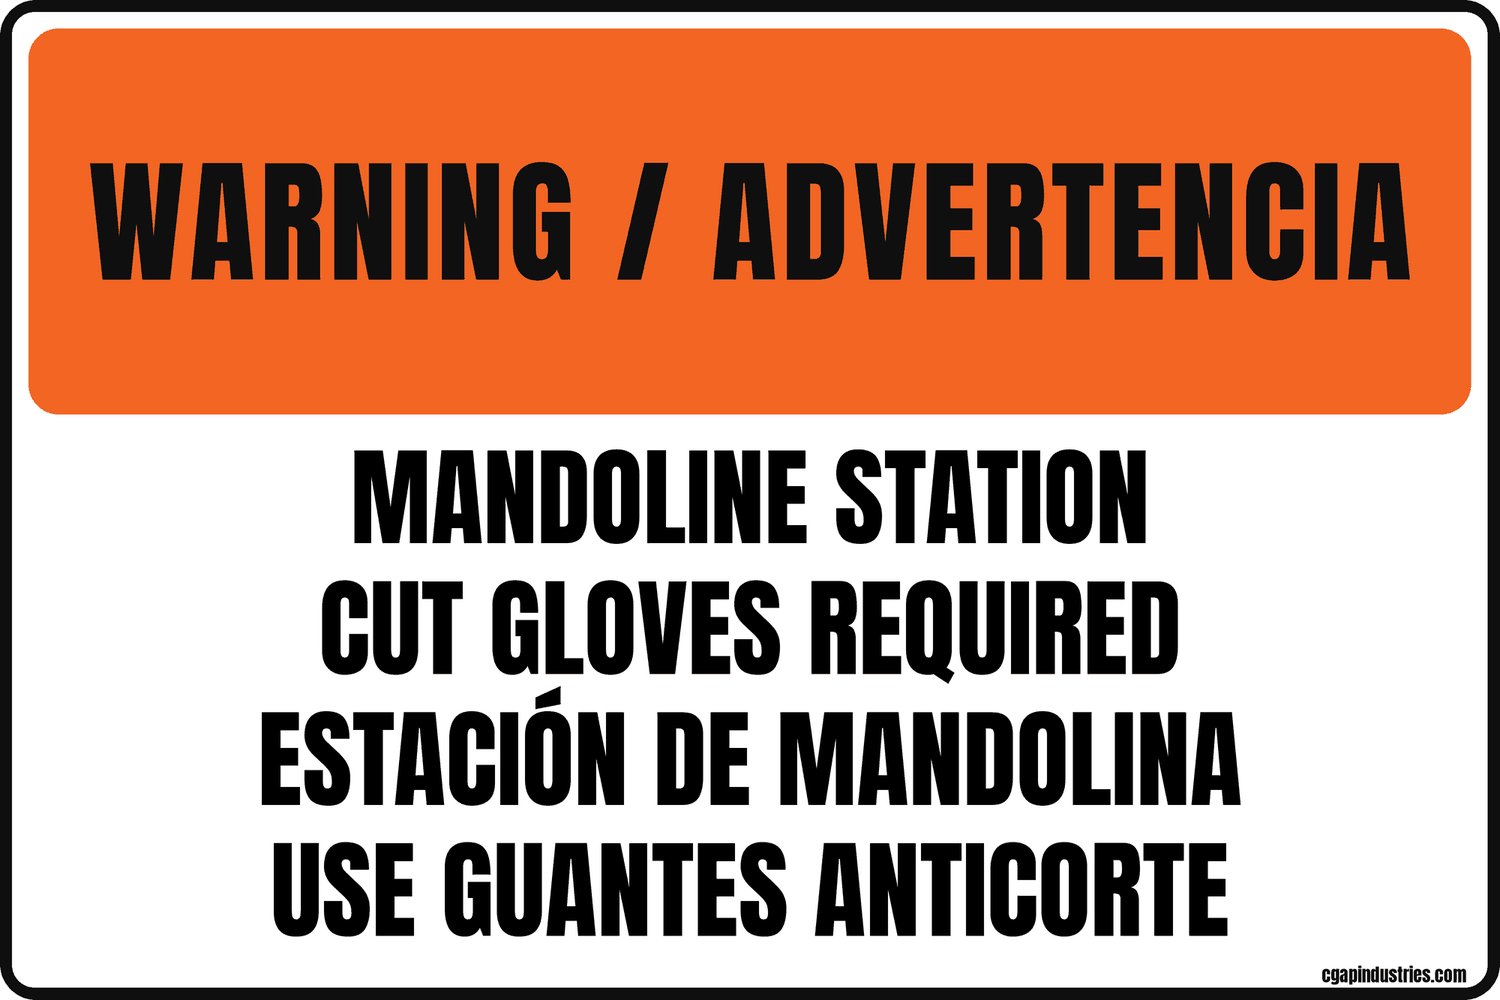 WARNING / ADVERTENCIA
MANDOLINE STATION
CUT GLOVES REQUIRED
ESTACIÓN DE MANDOLINA
USE GUANTES ANTICORTE
cgapindustries.com